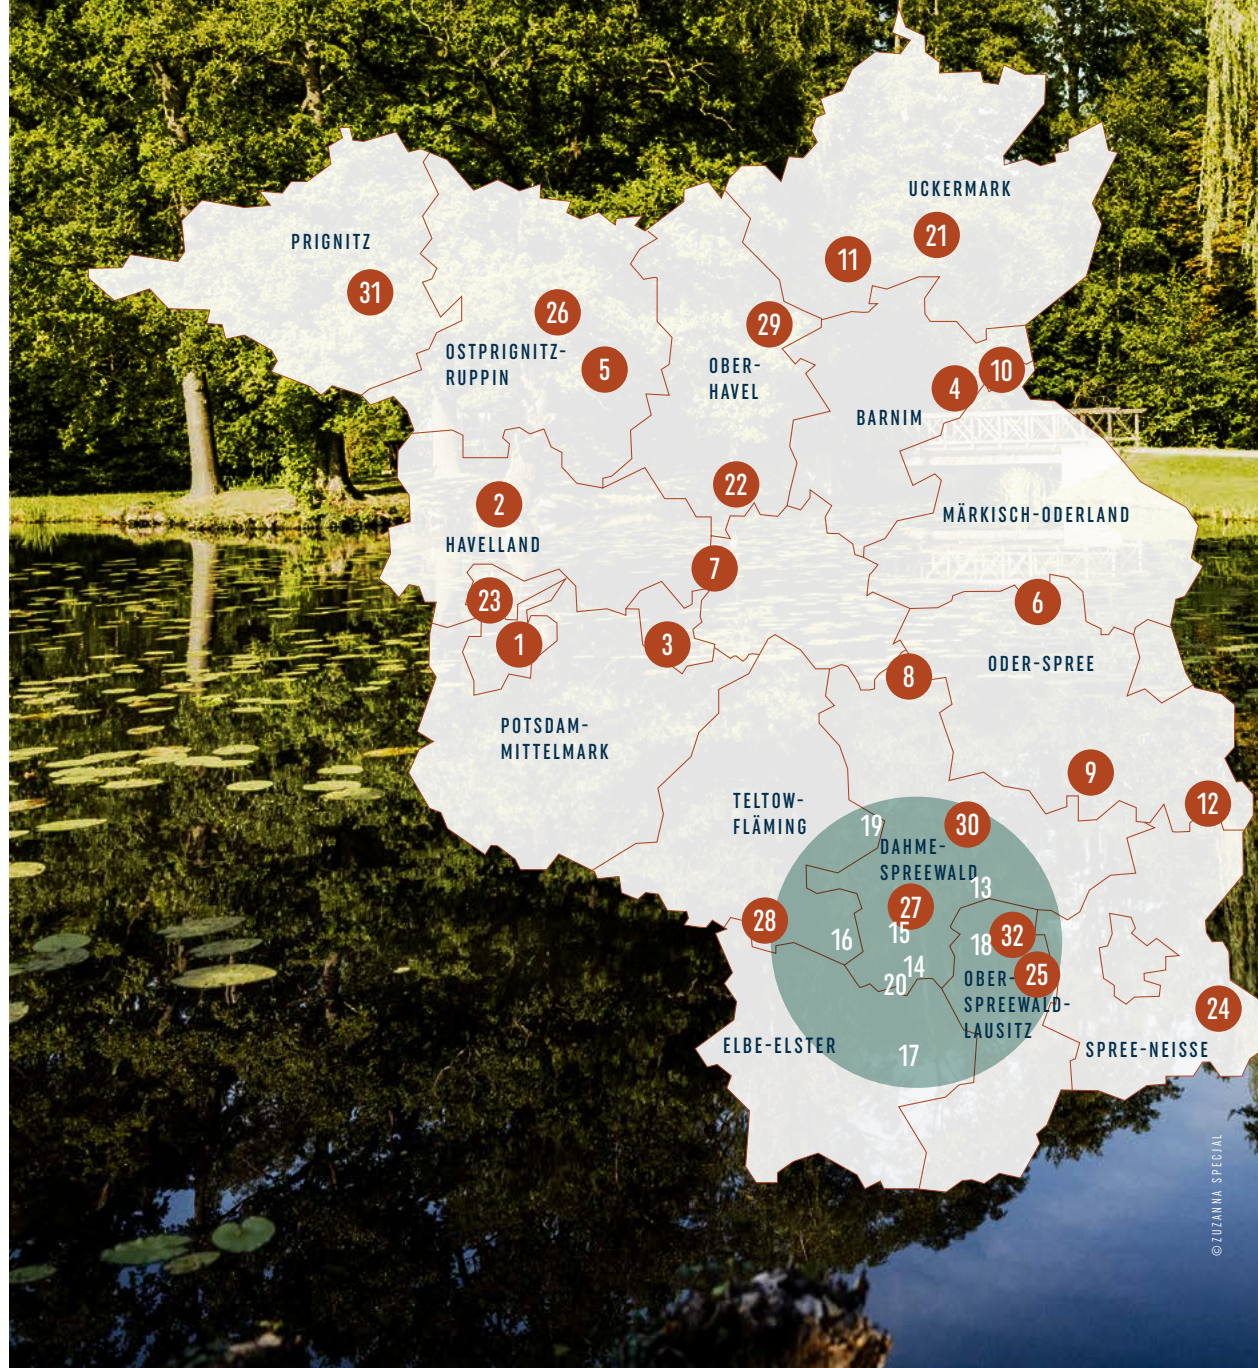 UCKERMARK
21
11
PRIGNITZ
31
26
29
OSTPRIGNITZ-
RUPPIN
5
OBER-
HAVEL
10
4
BARNIM
22
2
MÄRKISCH-ODERLAND
HAVELLAND
7
23
6
1
3
ODER-SPREE
8
POTSDAM-
MITTELMARK
9
12
TELTOW-
FLÄMING
19
30
DAHME-
SPREEWALD
13
27
28
15
16
18
32
14
20
25
OBER-
SPREEWALD-
LAUSITZ
24
ELBE-ELSTER
17
SPREE-NEISSE
© ZUZANNA SPECJAL